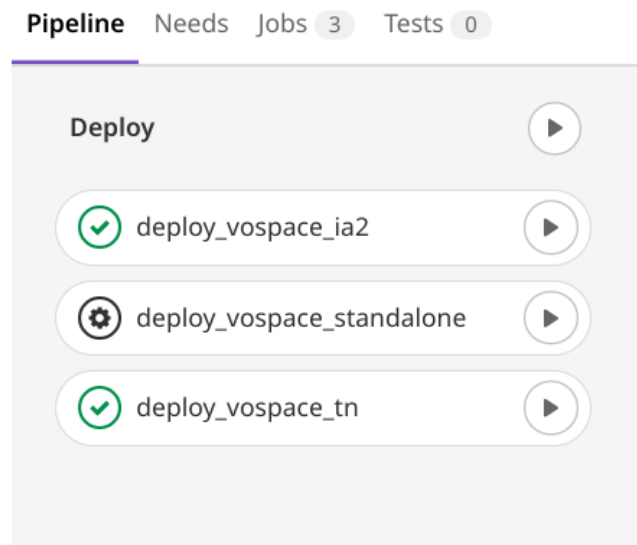 Pipeline Needs Jobs 3 Tests 0
Deploy
deploy_vospace_ia2
deploy_vospace_standalone
deploy_vospace_tn